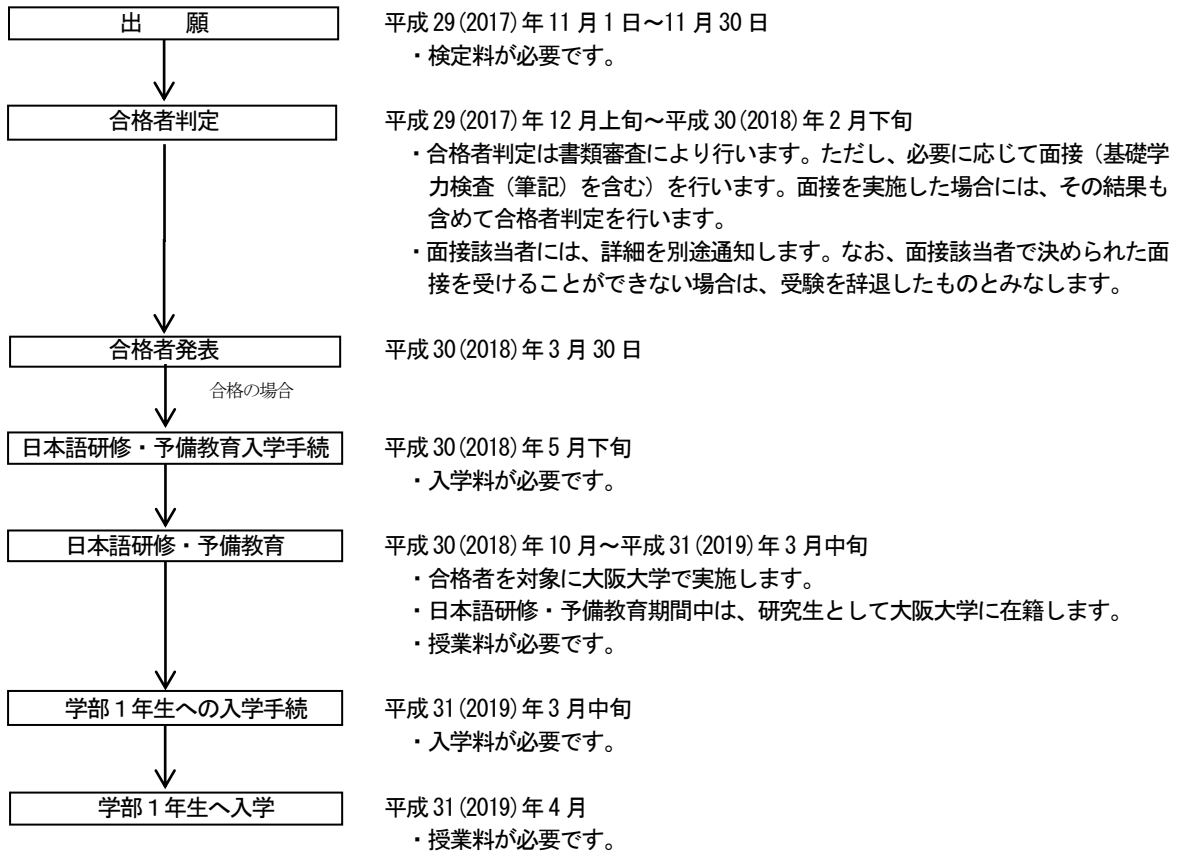 出　　願
平成 29(2017)年 11 月 1 日～11 月 30 日
・検定料が必要です。
合格者判定
平成 29(2017)年 12 月上旬～平成 30(2018)年 2 月下旬
・合格者判定は書類審査により行います。ただし、必要に応じて面接（基礎学
力検査（筆記）を含む）を行います。面接を実施した場合には、その結果も
含めて合格者判定を行います。
・面接該当者には、詳細を別途通知します。なお、面接該当者で決められた面
接を受けることができない場合は、受験を辞退したものとみなします。
合格者発表
平成 30(2018)年 3 月 30 日
合格の場合
日本語研修・予備教育入学手続
平成 30(2018)年 5 月下旬
・入学料が必要です。
日本語研修・予備教育
平成 30(2018)年 10 月～平成 31(2019)年 3 月中旬
・合格者を対象に大阪大学で実施します。
・日本語研修・予備教育期間中は、研究生として大阪大学に在籍します。
・授業料が必要です。
学部１年生への入学手続
平成 31(2019)年 3 月中旬
・入学料が必要です。
学部１年生へ入学
平成 31(2019)年 4 月
・授業料が必要です。